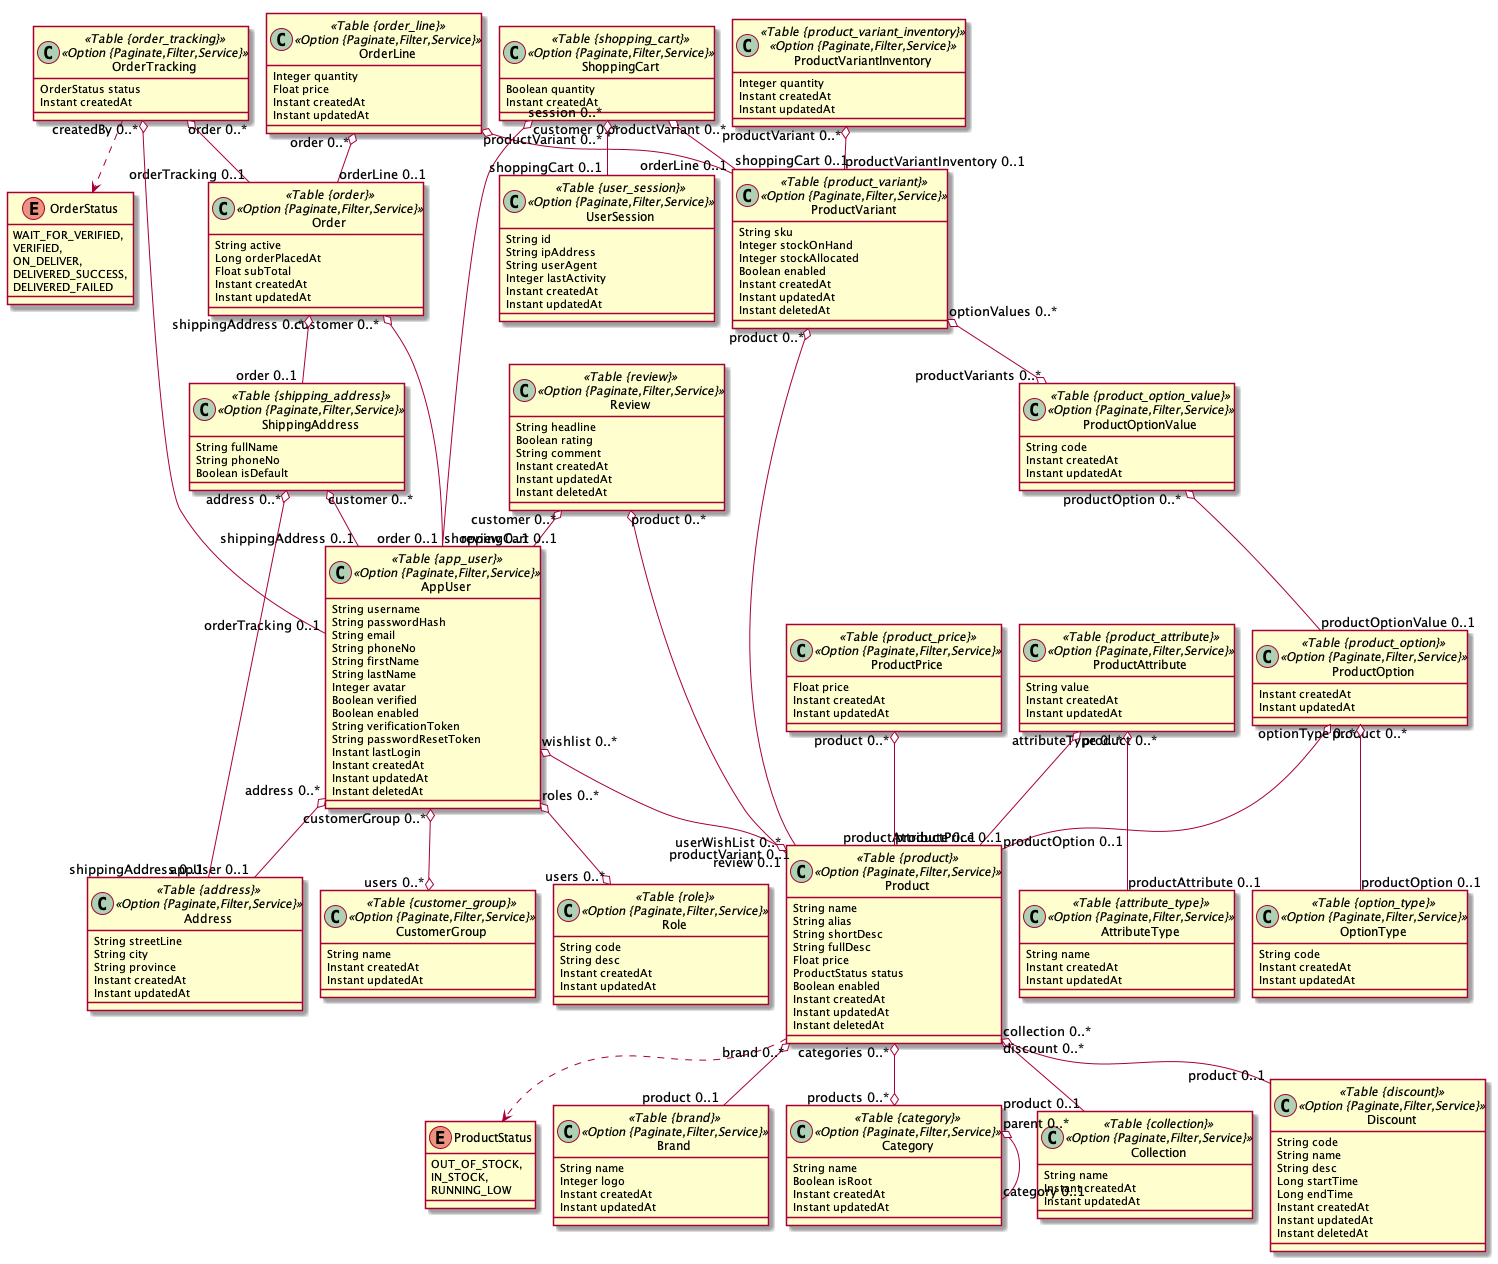 C
<<Table {order_tracking}>>
<<Option {Paginate,Filter,Service}>>
OrderTracking
OrderStatus status
Instant createdAt
C
<<Table {order_line}>>
<<Option {Paginate,Filter,Service}>>
OrderLine
Integer quantity
Float price
Instant createdAt
Instant updatedAt
C
<<Table {shopping_cart}>>
<<Option {Paginate,Filter,Service}>>
ShoppingCart
Boolean quantity
Instant createdAt
C
<<Table {product_variant_inventory}>>
<<Option {Paginate,Filter,Service}>>
ProductVariantInventory
Integer quantity
Instant createdAt
Instant updatedAt
createdBy 0..*
order 0..*
order 0..*
productVariant 0..*
session 0..*
customer 0..*
productVariant 0..*
productVariant 0..*
orderTracking 0..1
orderLine 0..1
shoppingCart 0..1
orderLine 0..1
shoppingCart 0..1
productVariantInventory 0..1
E
OrderStatus
WAIT_FOR_VERIFIED,
VERIFIED,
ON_DELIVER,
DELIVERED_SUCCESS,
DELIVERED_FAILED
C
<<Table {order}>>
<<Option {Paginate,Filter,Service}>>
Order
String active
Long orderPlacedAt
Float subTotal
Instant createdAt
Instant updatedAt
C
<<Table {user_session}>>
<<Option {Paginate,Filter,Service}>>
UserSession
String id
String ipAddress
String userAgent
Integer lastActivity
Instant createdAt
Instant updatedAt
C
<<Table {product_variant}>>
<<Option {Paginate,Filter,Service}>>
ProductVariant
String sku
Integer stockOnHand
Integer stockAllocated
Boolean enabled
Instant createdAt
Instant updatedAt
Instant deletedAt
shippingAddress 0..*
customer 0..*
product 0..*
optionValues 0..*
order 0..1
productVariants 0..*
C
<<Table {shipping_address}>>
<<Option {Paginate,Filter,Service}>>
ShippingAddress
String fullName
String phoneNo
Boolean isDefault
C
<<Table {review}>>
<<Option {Paginate,Filter,Service}>>
Review
String headline
Boolean rating
String comment
Instant createdAt
Instant updatedAt
Instant deletedAt
C
<<Table {product_option_value}>>
<<Option {Paginate,Filter,Service}>>
ProductOptionValue
String code
Instant createdAt
Instant updatedAt
address 0..*
customer 0..*
customer 0..*
product 0..*
productOption 0..*
shippingAddress 0..1
order 0..1
shoppingCart 0..1
review 0..1
orderTracking 0..1
productOptionValue 0..1
C
<<Table {app_user}>>
<<Option {Paginate,Filter,Service}>>
AppUser
String username
String passwordHash
String email
String phoneNo
String firstName
String lastName
Integer avatar
Boolean verified
Boolean enabled
String verificationToken
String passwordResetToken
Instant lastLogin
Instant createdAt
Instant updatedAt
Instant deletedAt
C
<<Table {product_price}>>
<<Option {Paginate,Filter,Service}>>
ProductPrice
Float price
Instant createdAt
Instant updatedAt
C
<<Table {product_attribute}>>
<<Option {Paginate,Filter,Service}>>
ProductAttribute
String value
Instant createdAt
Instant updatedAt
C
<<Table {product_option}>>
<<Option {Paginate,Filter,Service}>>
ProductOption
Instant createdAt
Instant updatedAt
wishlist 0..*
product 0..*
attributeType 0..*
product 0..*
optionType 0..*
product 0..*
address 0..*
customerGroup 0..*
roles 0..*
userWishList 0..*
productVariant 0..1
review 0..1
productAttribute 0..1
productPrice 0..1
productOption 0..1
shippingAddress 0..1
appUser 0..1
users 0..*
users 0..*
productAttribute 0..1
productOption 0..1
C
<<Table {address}>>
<<Option {Paginate,Filter,Service}>>
Address
String streetLine
String city
String province
Instant createdAt
Instant updatedAt
C
<<Table {customer_group}>>
<<Option {Paginate,Filter,Service}>>
CustomerGroup
String name
Instant createdAt
Instant updatedAt
C
<<Table {role}>>
<<Option {Paginate,Filter,Service}>>
Role
String code
String desc
Instant createdAt
Instant updatedAt
C
<<Table {product}>>
<<Option {Paginate,Filter,Service}>>
Product
String name
String alias
String shortDesc
String fullDesc
Float price
ProductStatus status
Boolean enabled
Instant createdAt
Instant updatedAt
Instant deletedAt
C
<<Table {attribute_type}>>
<<Option {Paginate,Filter,Service}>>
AttributeType
String name
Instant createdAt
Instant updatedAt
C
<<Table {option_type}>>
<<Option {Paginate,Filter,Service}>>
OptionType
String code
Instant createdAt
Instant updatedAt
brand 0..*
categories 0..*
collection 0..*
discount 0..*
product 0..1
products 0..*
product 0..1
product 0..1
parent 0..*
category 0..1
E
ProductStatus
OUT_OF_STOCK,
IN_STOCK,
RUNNING_LOW
C
<<Table {brand}>>
<<Option {Paginate,Filter,Service}>>
Brand
String name
Integer logo
Instant createdAt
Instant updatedAt
C
<<Table {category}>>
<<Option {Paginate,Filter,Service}>>
Category
String name
Boolean isRoot
Instant createdAt
Instant updatedAt
C
<<Table {collection}>>
<<Option {Paginate,Filter,Service}>>
Collection
String name
Instant createdAt
Instant updatedAt
C
<<Table {discount}>>
<<Option {Paginate,Filter,Service}>>
Discount
String code
String name
String desc
Long startTime
Long endTime
Instant createdAt
Instant updatedAt
Instant deletedAt